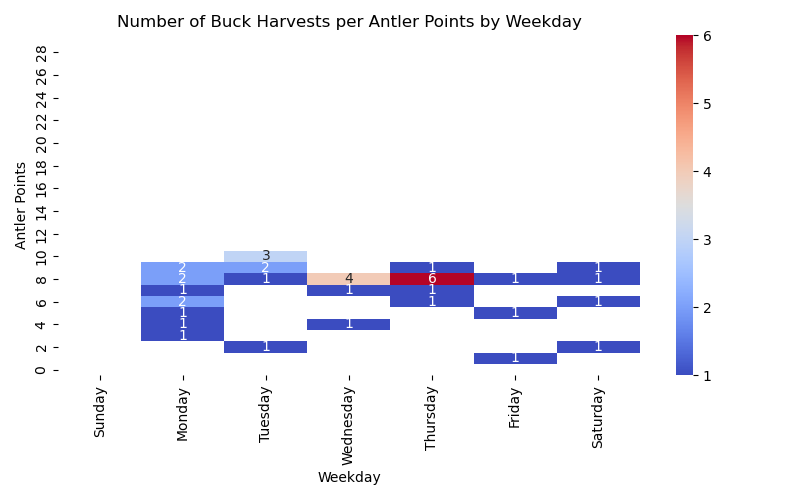 Number of Buck Harvests per Antler Points by Weekday
Antler Points
28
26
24
22
20
18
16
14
12
10
8
6
4
2
0
3
2 2 1 1
2 1 4 6 1 1
1 1 1
2 1 1
1 1
1 1
1
1 1
1
Sunday
Monday
Tuesday
Wednesday
Thursday
Friday
Saturday
Weekday
6
5
4
3
2
1